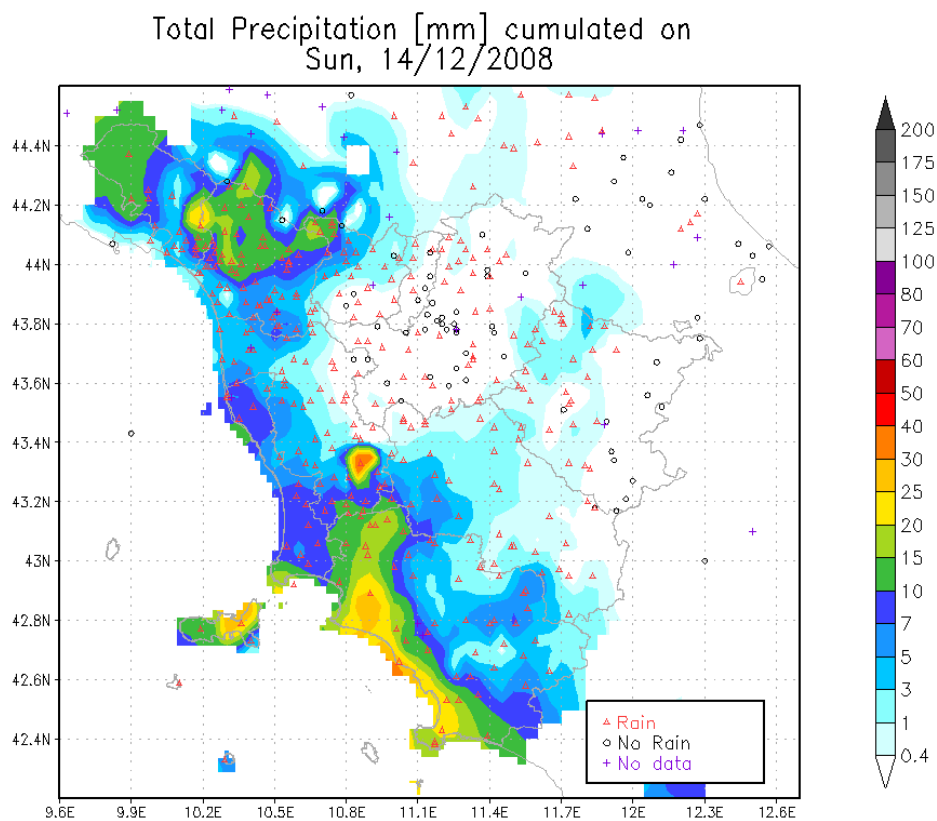 Total Precipitation [mm] cumulated on
Sun, 14/12/2008
44.4N
44.2N
44N
43.8N
43.6N
43.4N
43.2N
43N
42.8N
42.6N
42.4N
9.6E 9.9E 10.2E 10.5E 10.8E 11.1E 11.4E 11.7E 12E 12.3E 12.6E
Rain
No Rain
No data
200
175
150
125
100
80
70
60
50
40
30
25
20
15
10
7
5
3
1
0.4